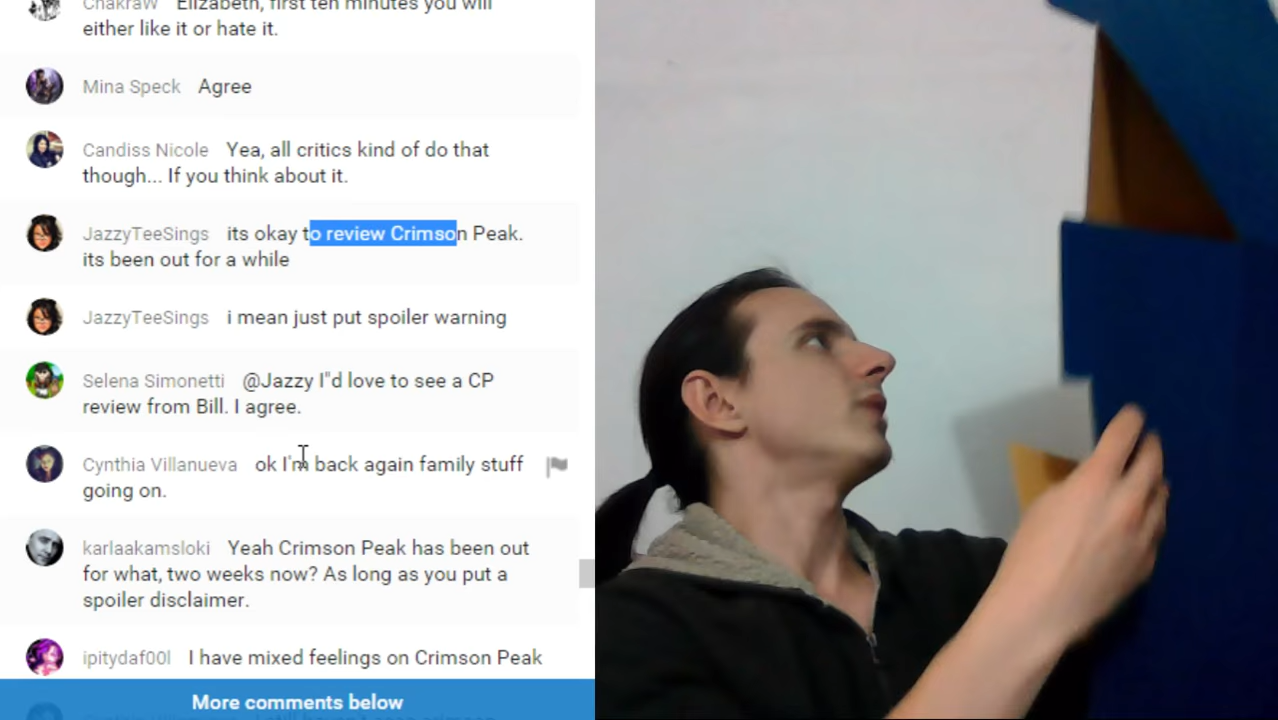 ChakraW Elizabeth, first ten minutes you will
either like it or hate it.
Mina Speck Agree
Candiss Nicole Yea, all critics kind of do that
though... If you think about it.
JazzyTeeSings its okay to review Crimson Peak.
its been out for a while
JazzyTeeSings i mean just put spoiler warning
Selena Simonetti @Jazzy I"d love to see a CP
review from Bill. I agree.
Cynthia Villanueva ok I'm back again family stuff
going on.
karlaakamsloki Yeah Crimson Peak has been out
for what, two weeks now? As long as you put a
spoiler disclaimer.
ipitydaf00l I have mixed feelings on Crimson Peak
More comments below